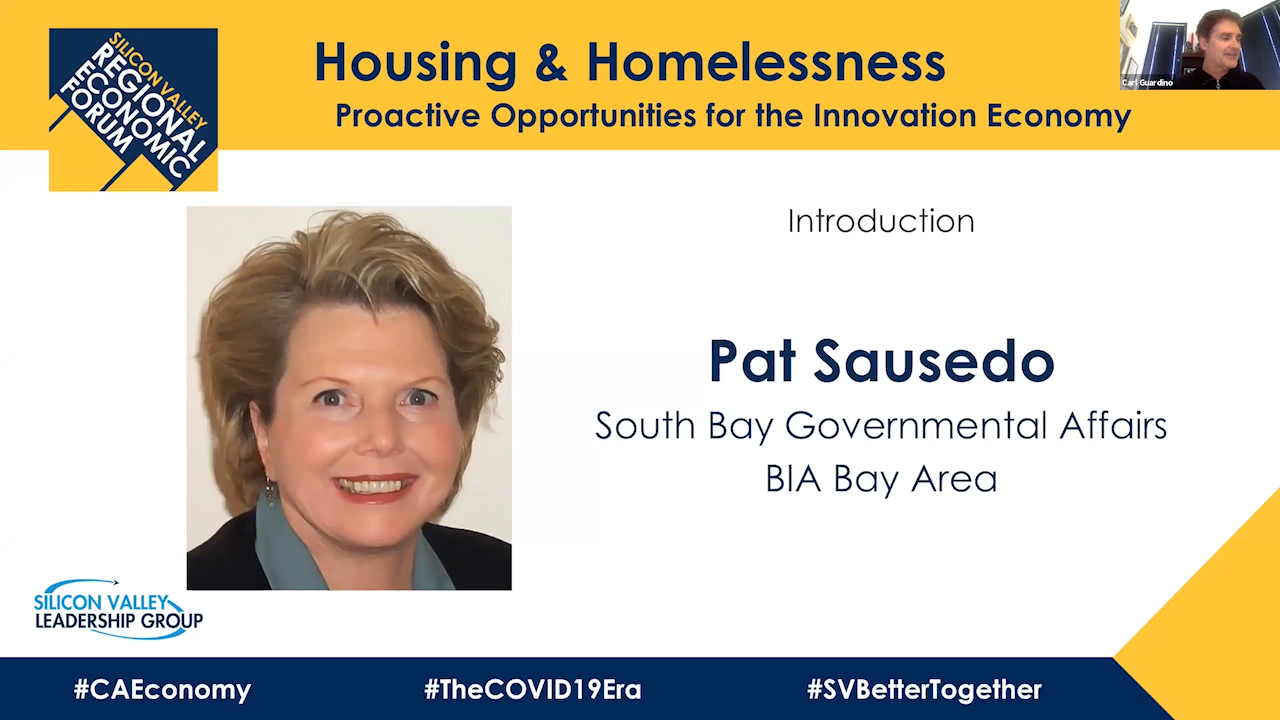 SILICON VALLEY
REGIONAL
ECONOMIC
FORUM
Housing & Homelessness
Proactive Opportunities for the Innovation Economy
Carl Guardino
Introduction
Pat Sausedo
South Bay Governmental Affairs
BIA Bay Area
SILICON VALLEY
LEADERSHIP GROUP
#CAEconomy
#TheCOVID19Era
#SVBetterTogether